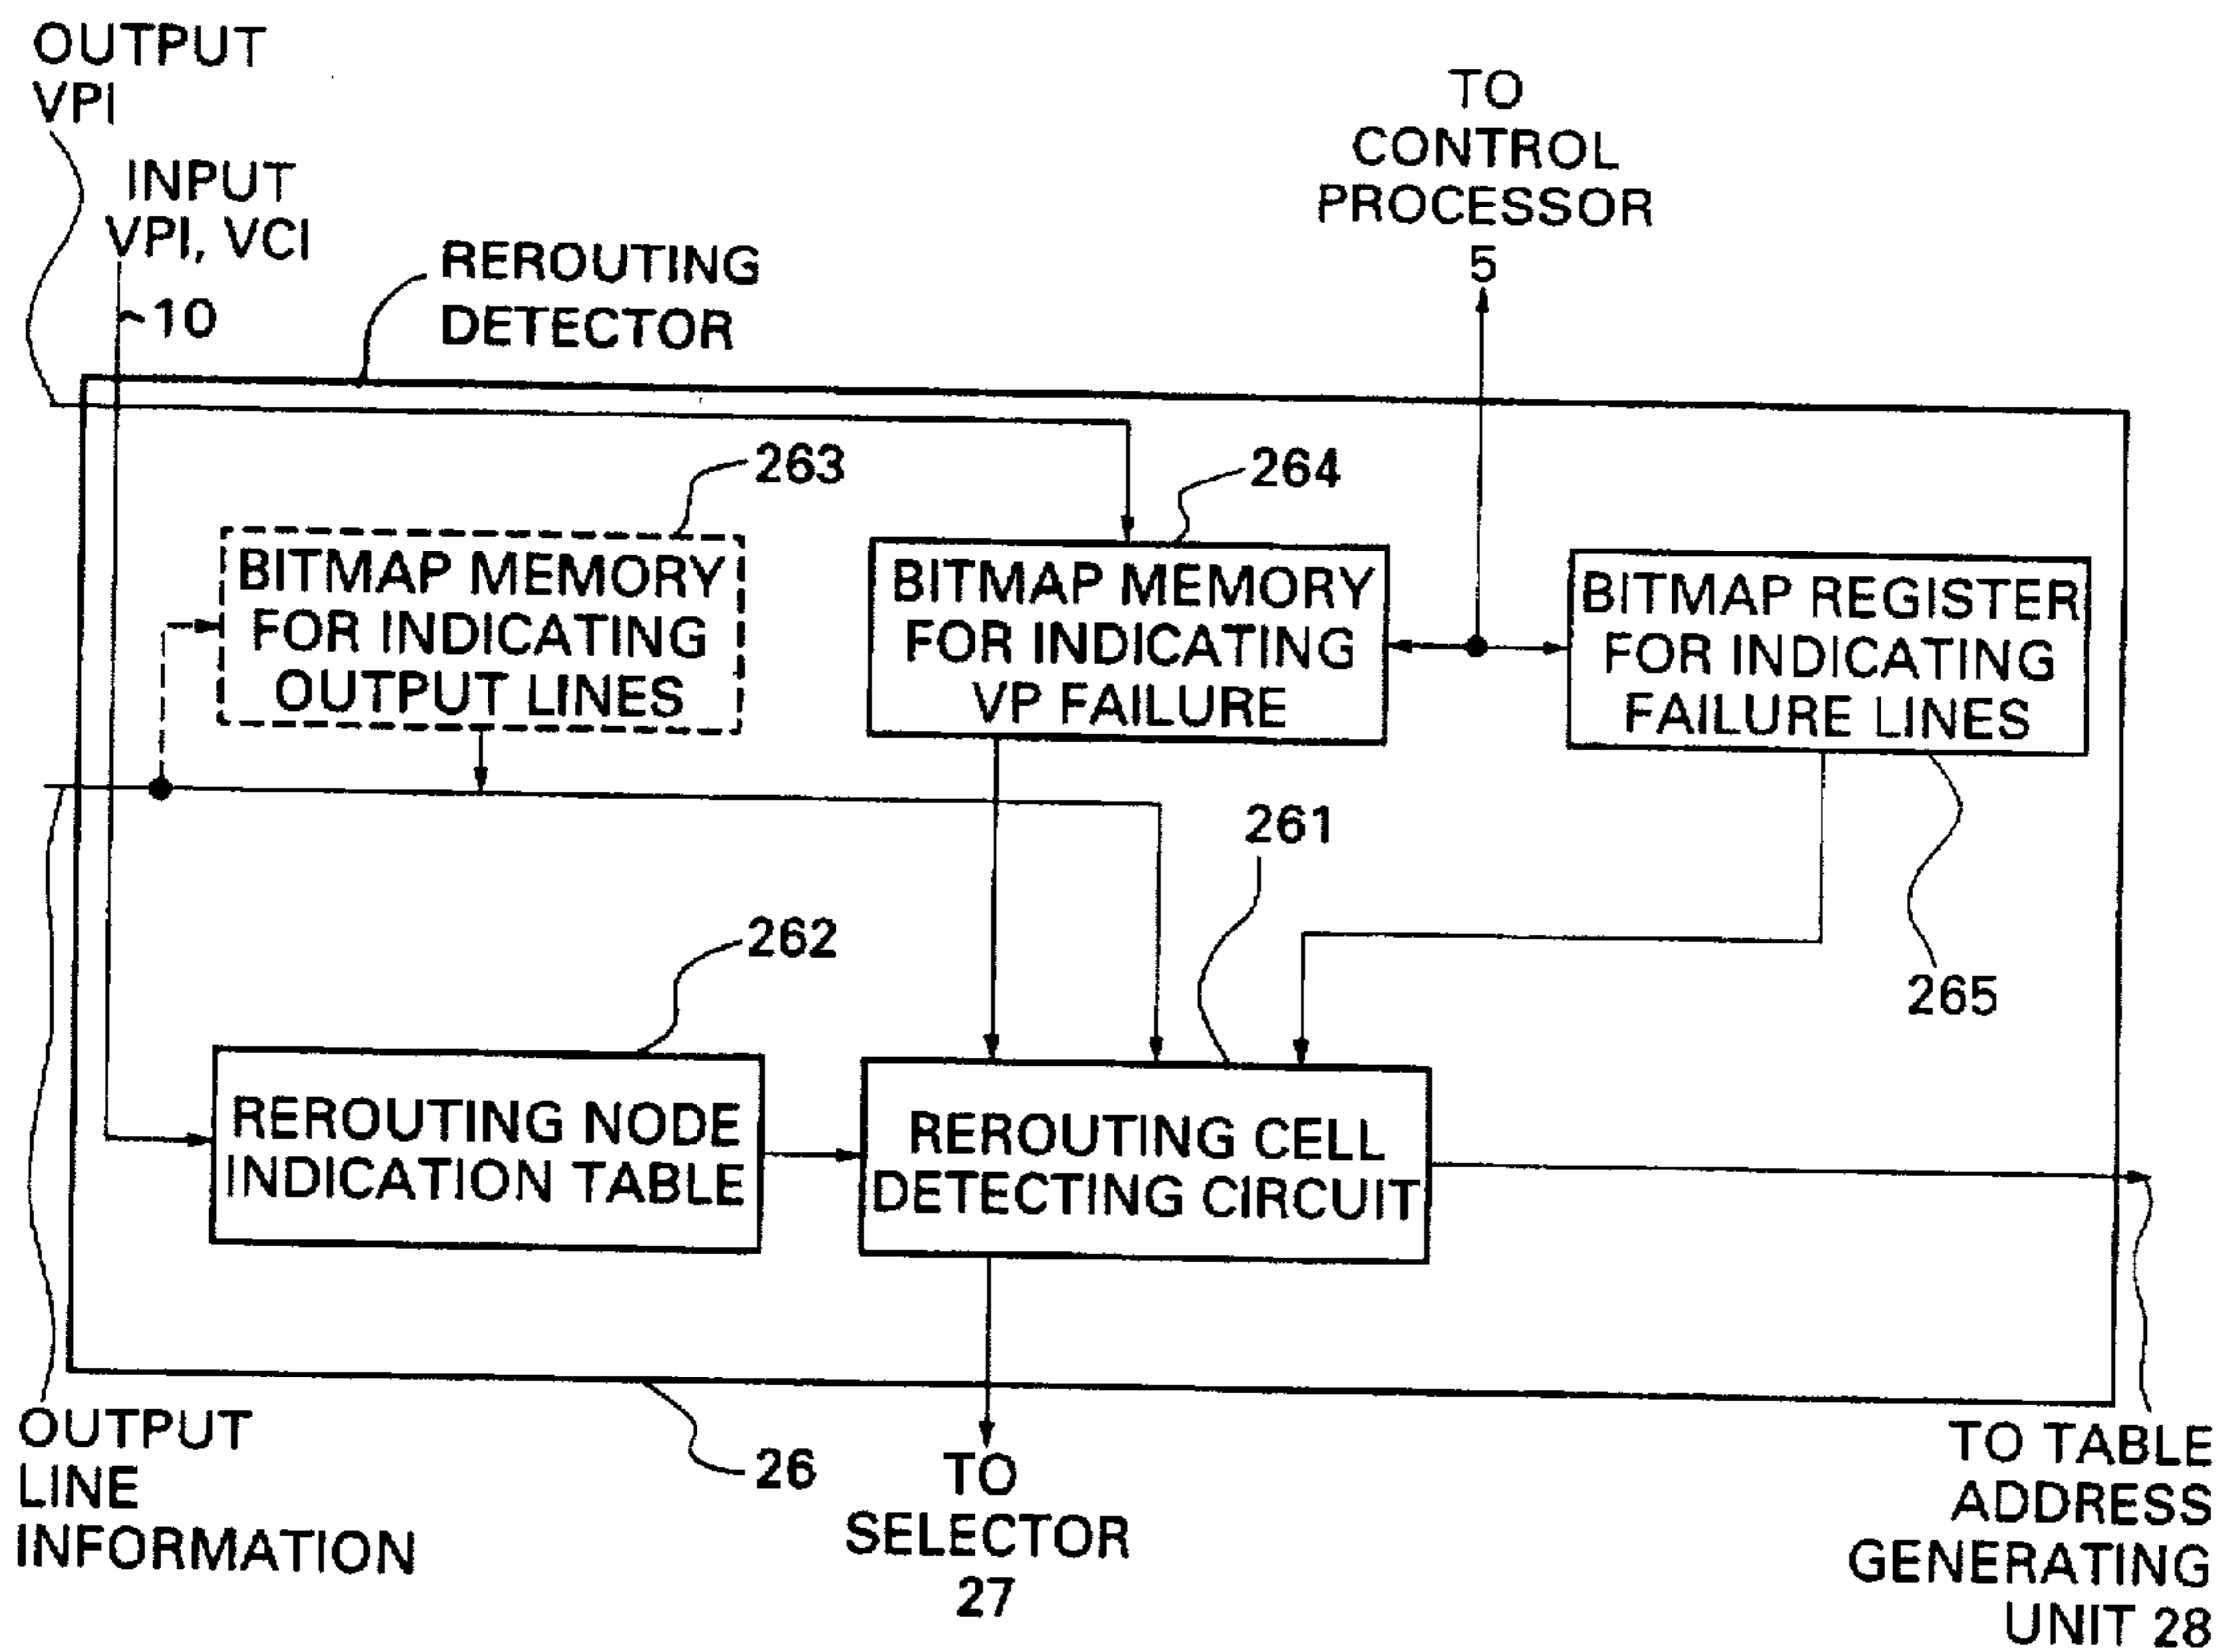 OUTPUT
VPI
INPUT
VPI, VCI
10
REROUTING
DETECTOR
TO
CONTROL
PROCESSOR
5
263
264
BITMAP MEMORY
FOR INDICATING
OUTPUT LINES
BITMAP MEMORY
FOR INDICATING
VP FAILURE
BITMAP REGISTER
FOR INDICATING
FAILURE LINES
261
262
265
REROUTING NODE
INDICATION TABLE
REROUTING CELL
DETECTING CIRCUIT
OUTPUT
LINE
INFORMATION
26
TO
SELECTOR
27
TO TABLE
ADDRESS
GENERATING
UNIT 28